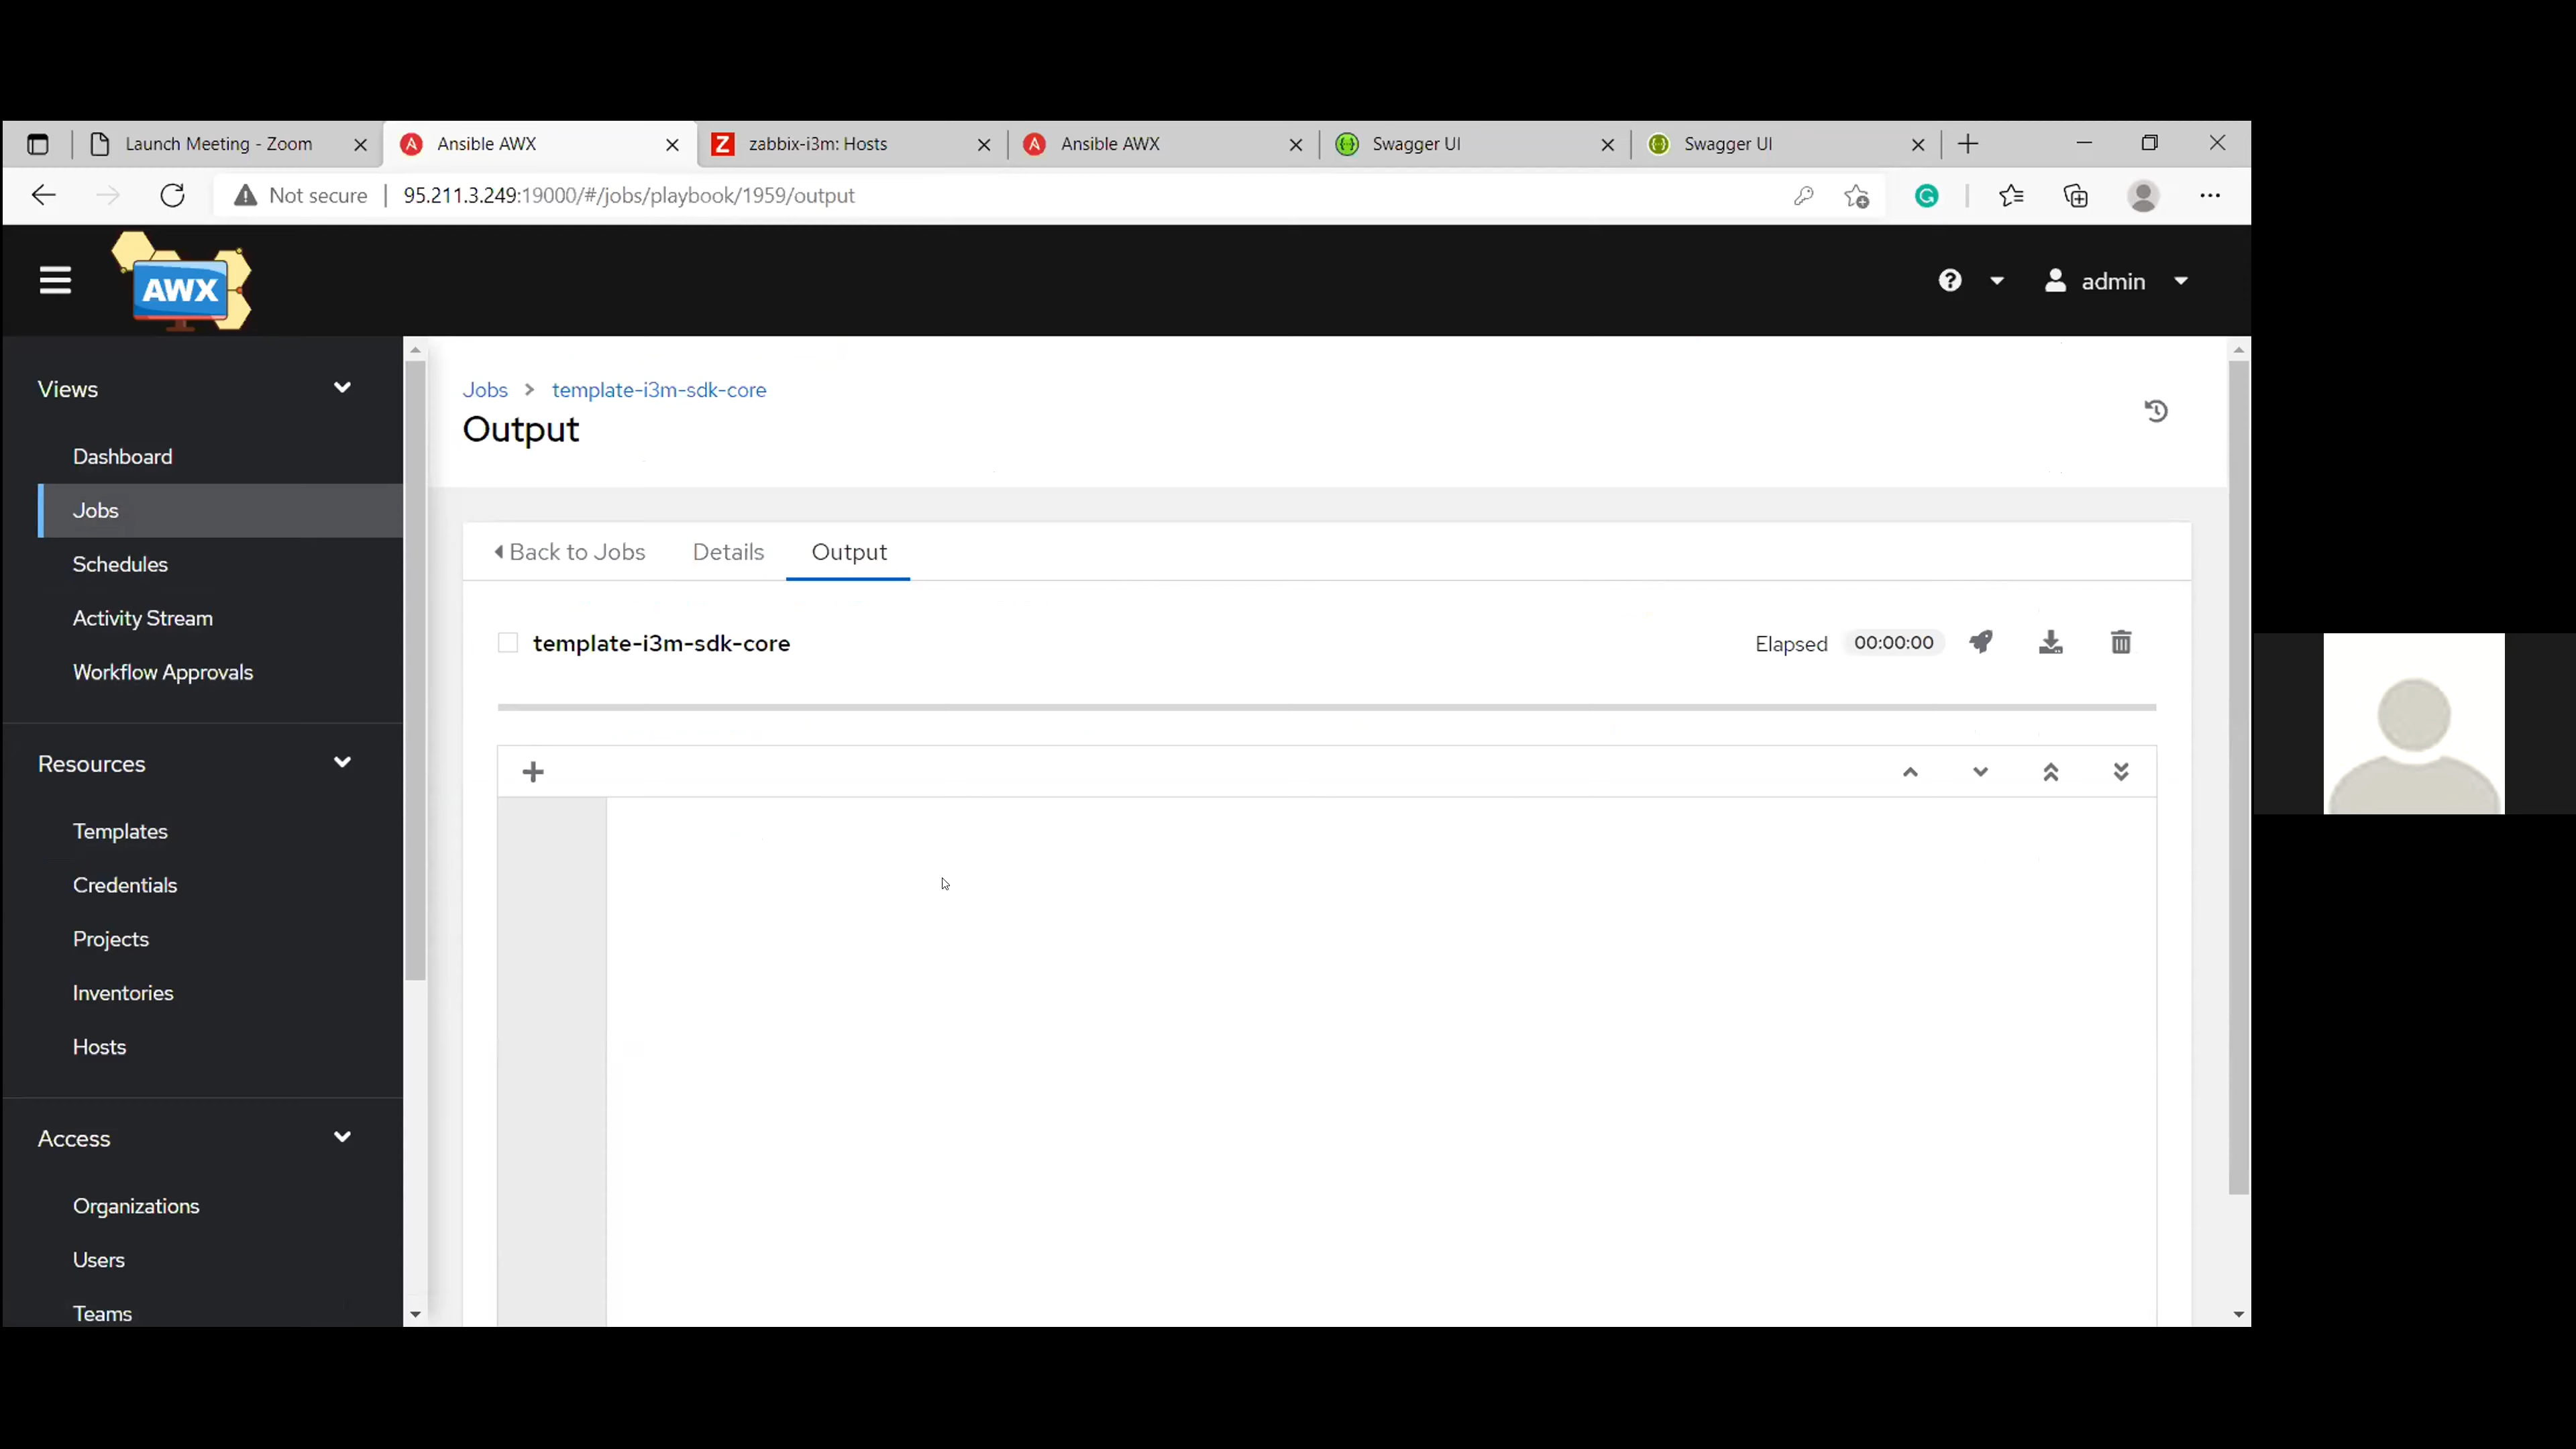 Launch Meeting - Zoom
Ansible AWX
zabbix-i3m: Hosts
Ansible AWX
Swagger UI
Swagger UI
Not secure
95.211.3.249:19000/#/jobs/playbook/1959/output
AWX
admin
Views
Dashboard
Jobs
Schedules
Activity Stream
Workflow Approvals
Resources
Templates
Credentials
Projects
Inventories
Hosts
Access
Organizations
Users
Teams
Jobs > template-i3m-sdk-core
Output
Back to Jobs
Details
Output
template-i3m-sdk-core
Elapsed 00:00:00